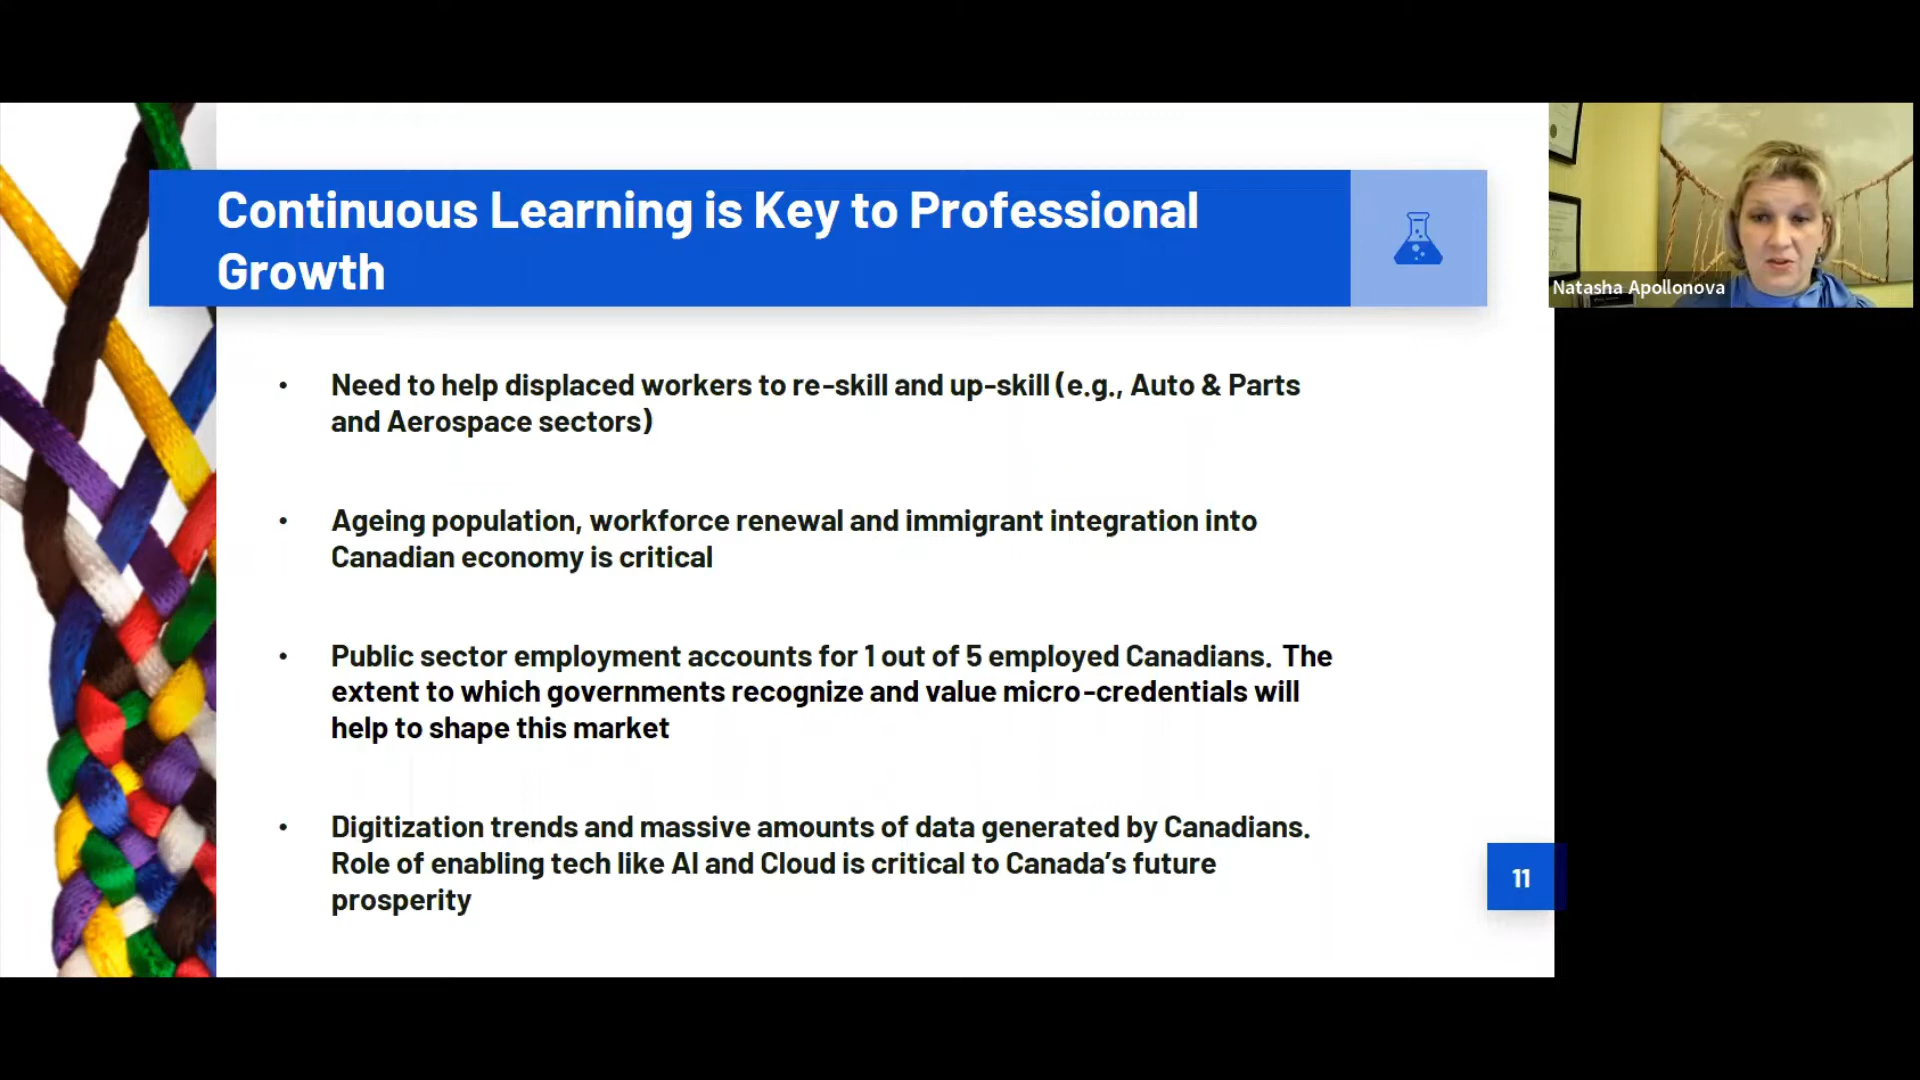 Continuous Learning is Key to Professional
Growth
Natasha Apollonova
• Need to help displaced workers to re-skill and up-skill (e.g., Auto & Parts
and Aerospace sectors)
• Ageing population, workforce renewal and immigrant integration into
Canadian economy is critical
• Public sector employment accounts for 1 out of 5 employed Canadians. The
extent to which governments recognize and value micro-credentials will
help to shape this market
• Digitization trends and massive amounts of data generated by Canadians.
Role of enabling tech like AI and Cloud is critical to Canada's future
prosperity
11